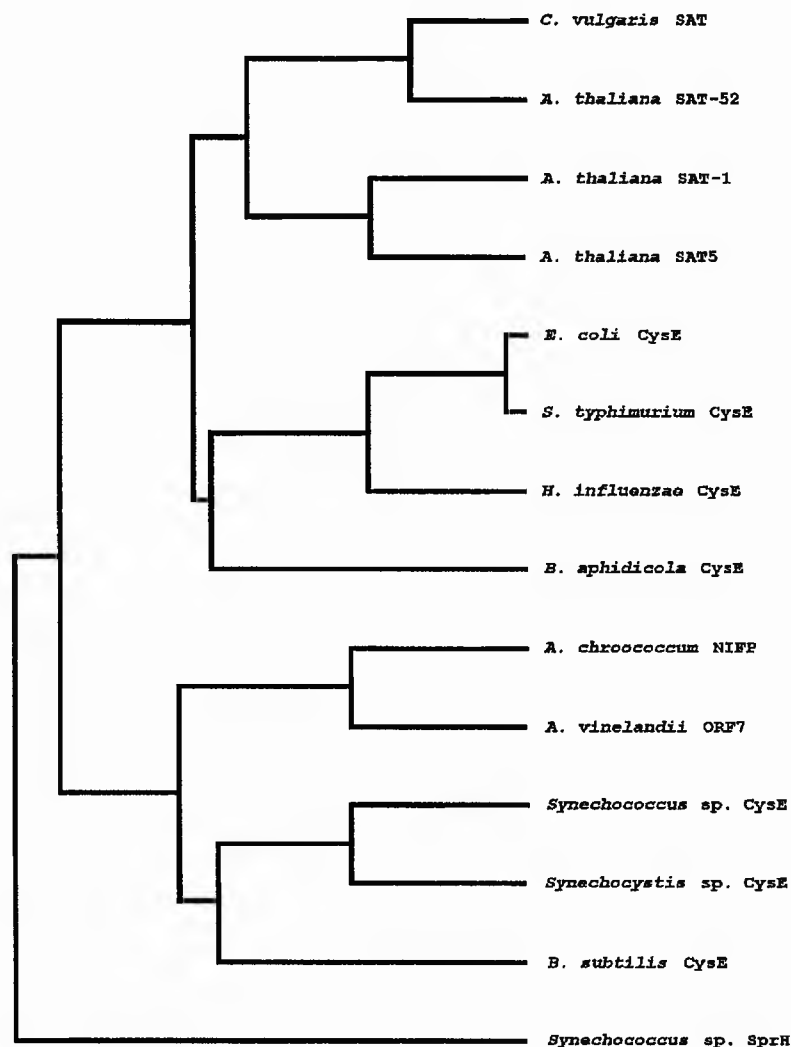 C. vulgaris SAT
A. thaliana SAT-52
A. thaliana SAT-1
A. thaliana SAT5
E. coli CysE
S. typhimurium CysE
H. influenzae CysE
B. aphidicola CysE
A. chroococcum NIFP
A. vinelandii ORF7
Synechococcus sp. CysE
Synechocystis sp. CysE
B. subtilis CysE
Synechococcus sp. SprH